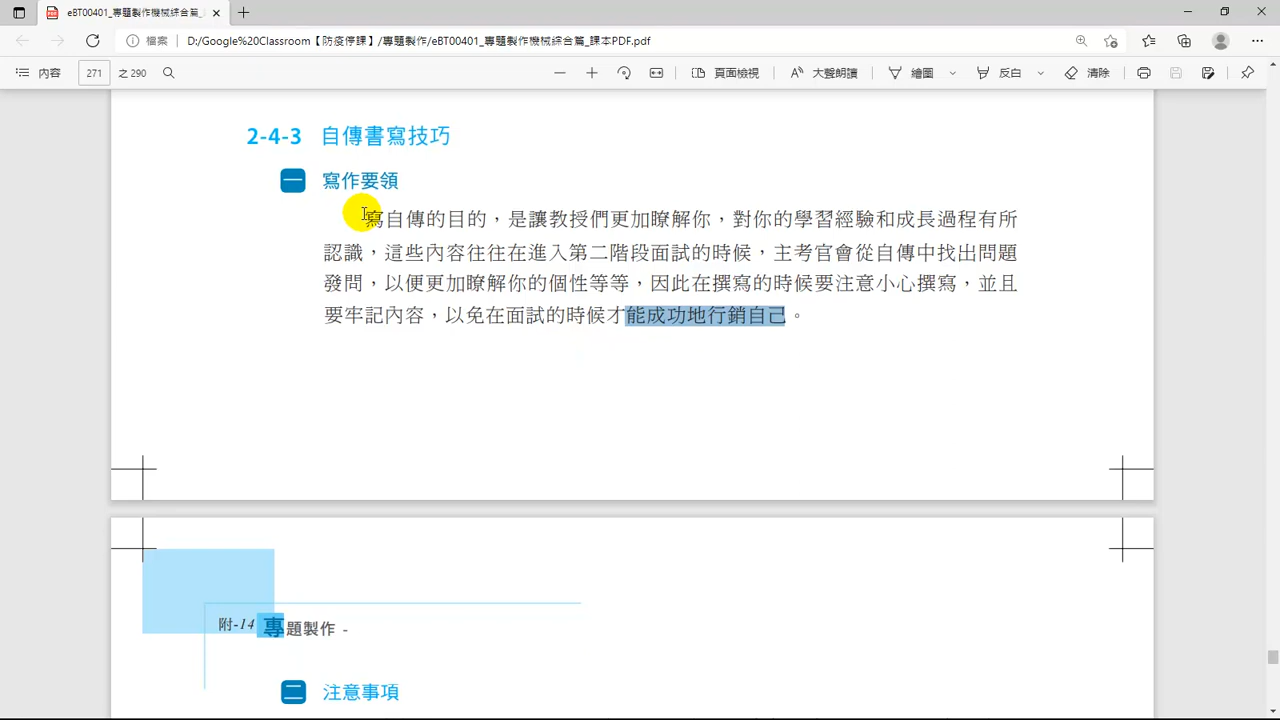 eBT00401_專題製作機械綜合篇_
檔案 D:/Google%20Classroom【防疫停課】/專題製作/eBT00401_專題製作機械綜合篇_課本PDF.pdf
內容 271 之 290 頁面檢視 大聲朗讀 繪圖 反白 清除
2-4-3 自傳書寫技巧
一 寫作要領
寫自傳的目的，是讓教授們更加瞭解你，對你的學習經驗和成長過程有所
認識，這些內容往往在進入第二階段面試的時候，主考官會從自傳中找出問題
發問，以便更加瞭解你的個性等等，因此在撰寫的時候要注意小心撰寫，並且
要牢記內容，以免在面試的時候才能成功地行銷自己。
附-14 專題製作 -
二 注意事項